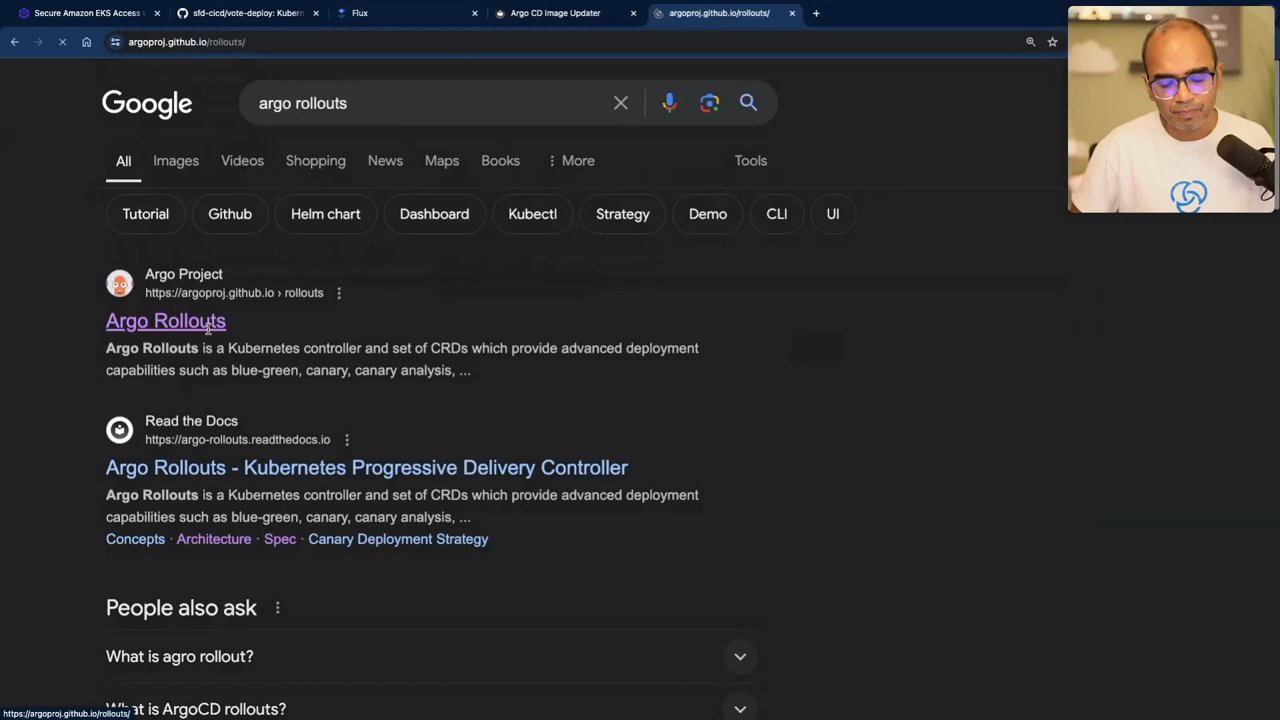 Secure Amazon EKS Access
sfd-cicd/vote-deploy: Kubern
Flux
Argo CD Image Updater
argoproj.github.io/rollouts/
argoproj.github.io/rollouts/
Google
argo rollouts
All
Images
Videos
Shopping
News
Maps
Books
More
Tools
Tutorial
Github
Helm chart
Dashboard
Kubectl
Strategy
Demo
CLI
UI
Argo Project
https://argoproj.github.io › rollouts
Argo Rollouts
Argo Rollouts is a Kubernetes controller and set of CRDs which provide advanced deployment
capabilities such as blue-green, canary, canary analysis, ...
Read the Docs
https://argo-rollouts.readthedocs.io
Argo Rollouts - Kubernetes Progressive Delivery Controller
Argo Rollouts is a Kubernetes controller and set of CRDs which provide advanced deployment
capabilities such as blue-green, canary, canary analysis, ...
Concepts · Architecture · Spec · Canary Deployment Strategy
People also ask
What is agro rollout?
What is ArgoCD rollouts?
https://argoproj.github.io/rollouts/